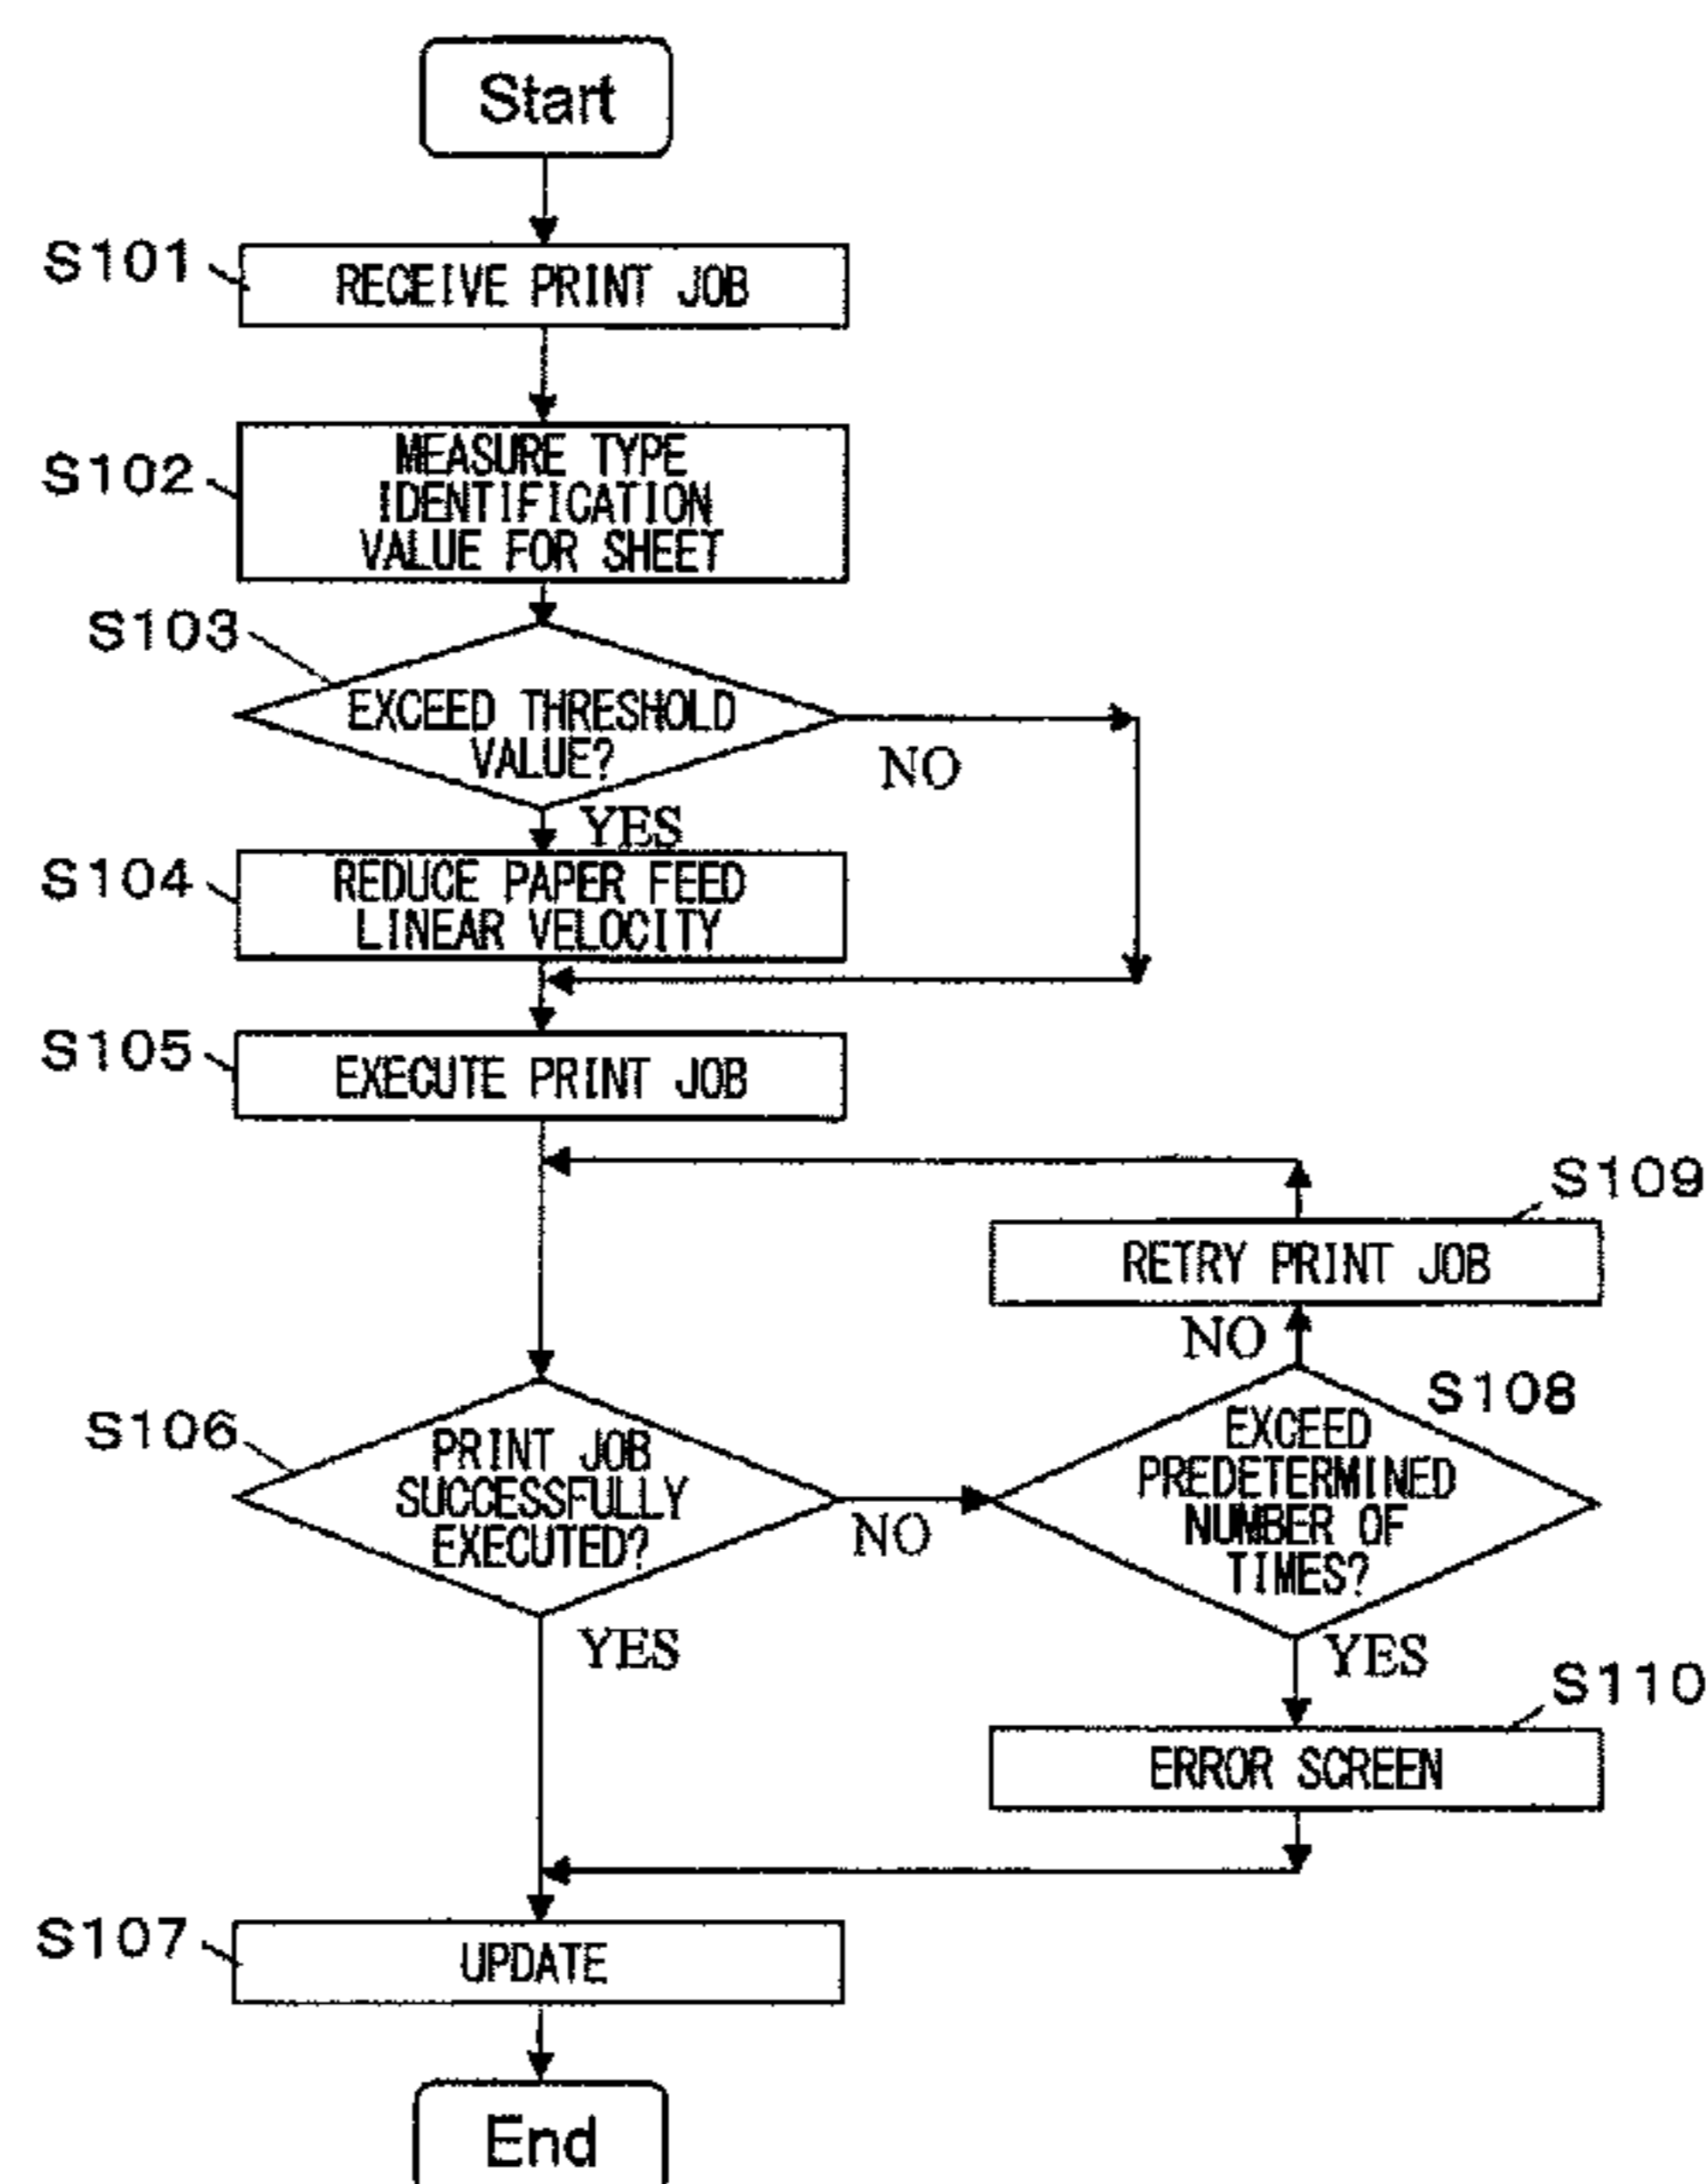 Start
S101
RECEIVE PRINT JOB
S102
MEASURE TYPE
IDENTIFICATION
VALUE FOR SHEET
S103
EXCEED THRESHOLD
VALUE?
NO
YES
S104
REDUCE PAPER FEED
LINEAR VELOCITY
S105
EXECUTE PRINT JOB
S109
RETRY PRINT JOB
NO
S108
EXCEED
PREDETERMINED
NUMBER OF
TIMES?
S106
PRINT JOB
SUCCESSFULLY
EXECUTED?
NO
YES
YES
S110
ERROR SCREEN
S107
UPDATE
End